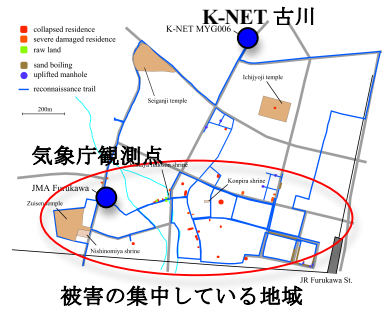 K-NET 古川
K-NET MYG006
collapsed residence
severe damaged residence
raw land
sand boiling
uplifted manhole
reconnaissance trail
200m
Ichijyoji temple
Seiganji temple
気象庁観測点
Konpira shrine
JMA Furukawa
Nishinomiya shrine
JR Furukawa St.
被害の集中している地域